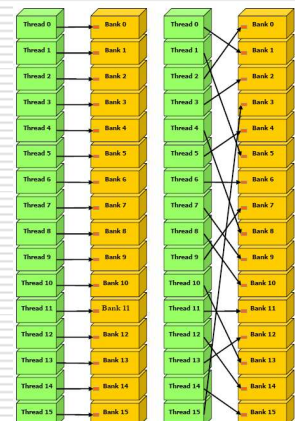 Thread 0 Bank 0 Thread 0 Bank 0
Thread 1 Bank 1 Thread 1 Bank 1
Thread 2 Bank 2 Thread 2 Bank 2
Thread 3 Bank 3 Thread 3 Bank 3
Thread 4 Bank 4 Thread 4 Bank 4
Thread 5 Bank 5 Thread 5 Bank 5
Thread 6 Bank 6 Thread 6 Bank 6
Thread 7 Bank 7 Thread 7 Bank 7
Thread 8 Bank 8 Thread 8 Bank 8
Thread 9 Bank 9 Thread 9 Bank 9
Thread 10 Bank 10 Thread 10 Bank 10
Thread 11 Bank 11 Thread 11 Bank 11
Thread 12 Bank 12 Thread 12 Bank 12
Thread 13 Bank 13 Thread 13 Bank 13
Thread 14 Bank 14 Thread 14 Bank 14
Thread 15 Bank 15 Thread 15 Bank 15